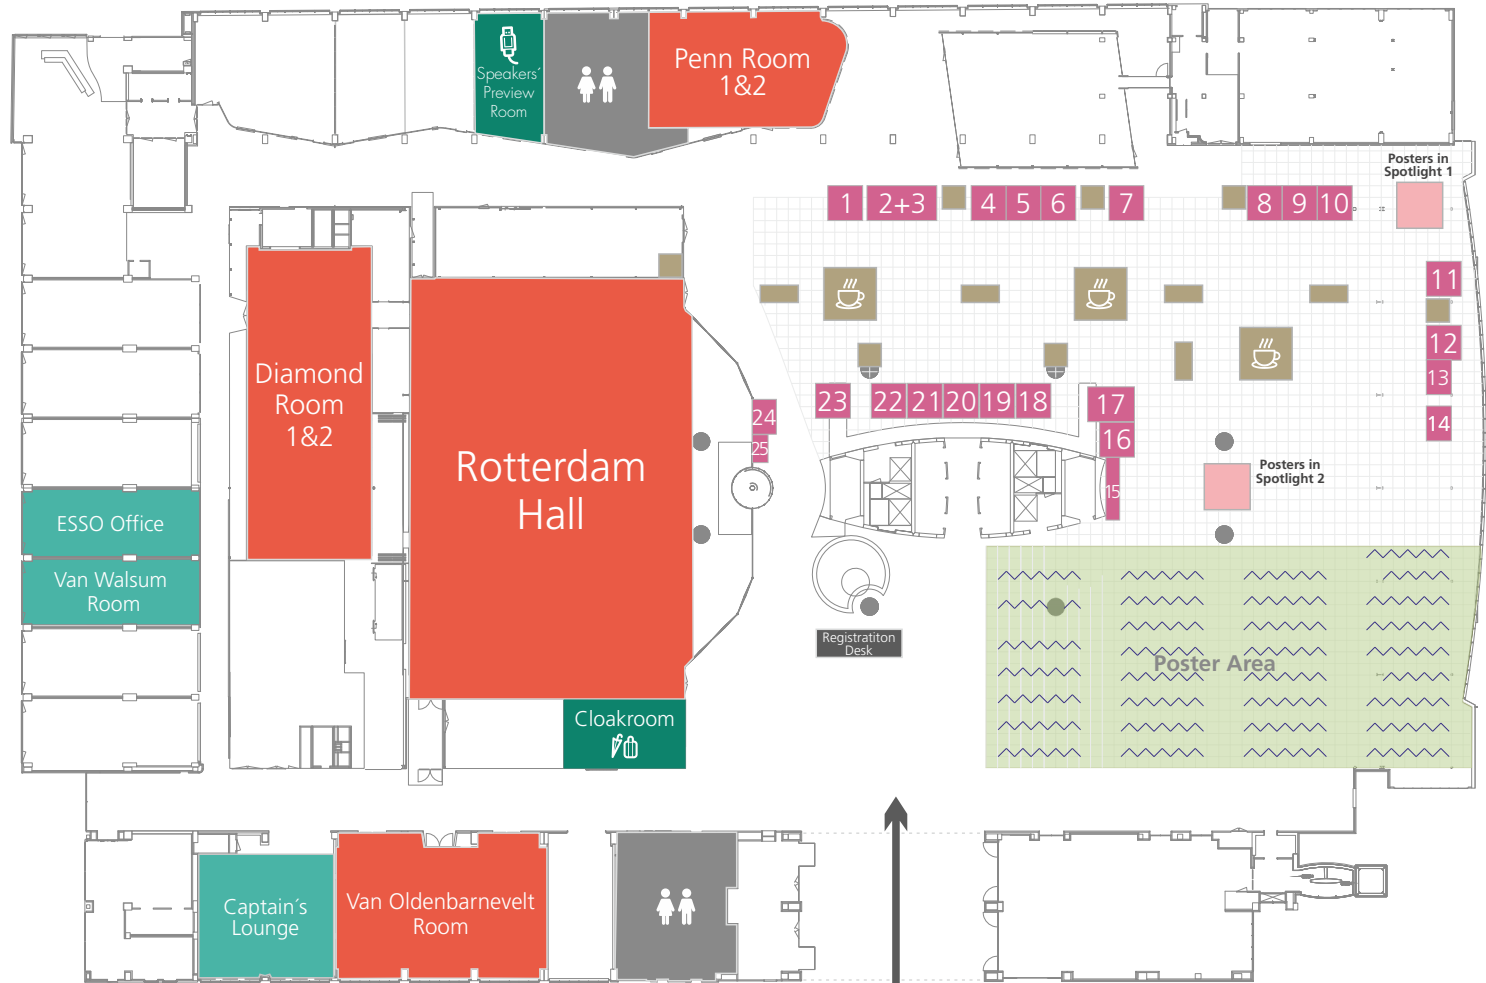 Speakers´
Preview
Room
Penn Room
1&2
Posters in
Spotlight 1
1
2+3
4
5
6
7
8
9
10
11
12
13
14
Diamond
Room
1&2
Rotterdam
Hall
23
22
21
20
19
18
17
16
15
24
25
Posters in
Spotlight 2
ESSO Office
Van Walsum
Room
Registratiton
Desk
Poster Area
Cloakroom
Captain´s
Lounge
Van Oldenbarnevelt
Room